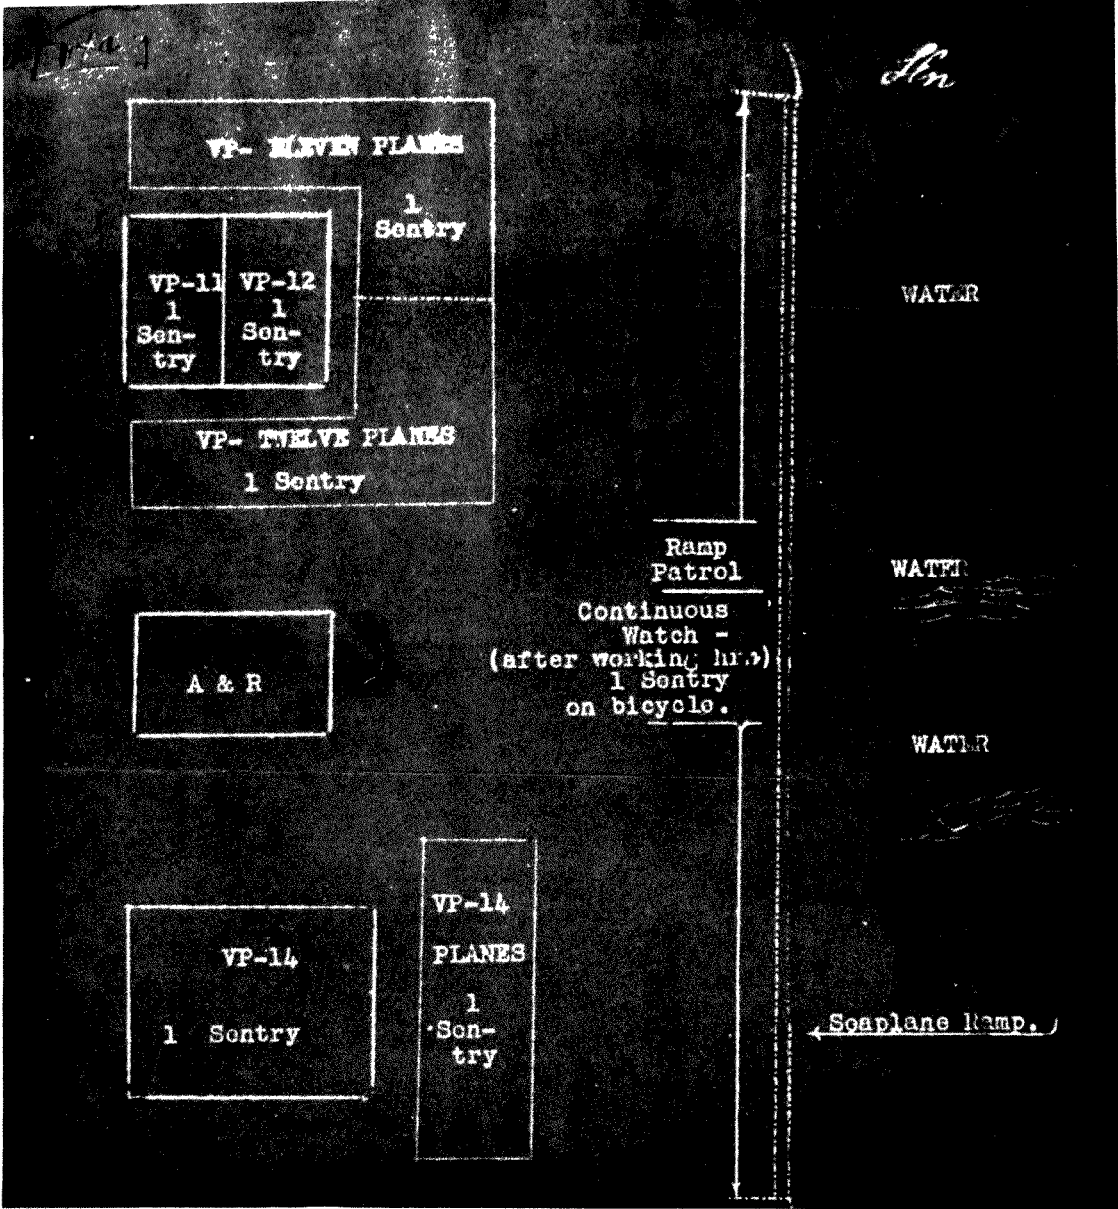 VP- ELEVEN PLANES
1
Sentry
VP-11
1
Sen-
try
VP-12
1
Sen-
try
VP- TWELVE PLANES
1 Sentry
WATER
Ramp
Patrol
Continuous
Watch -
(after working hrs)
1 Sentry
on bicycle.
WATER
A & R
WATER
VP-14
1 Sentry
VP-14
PLANES
1
Sen-
try
Seaplane Ramp.